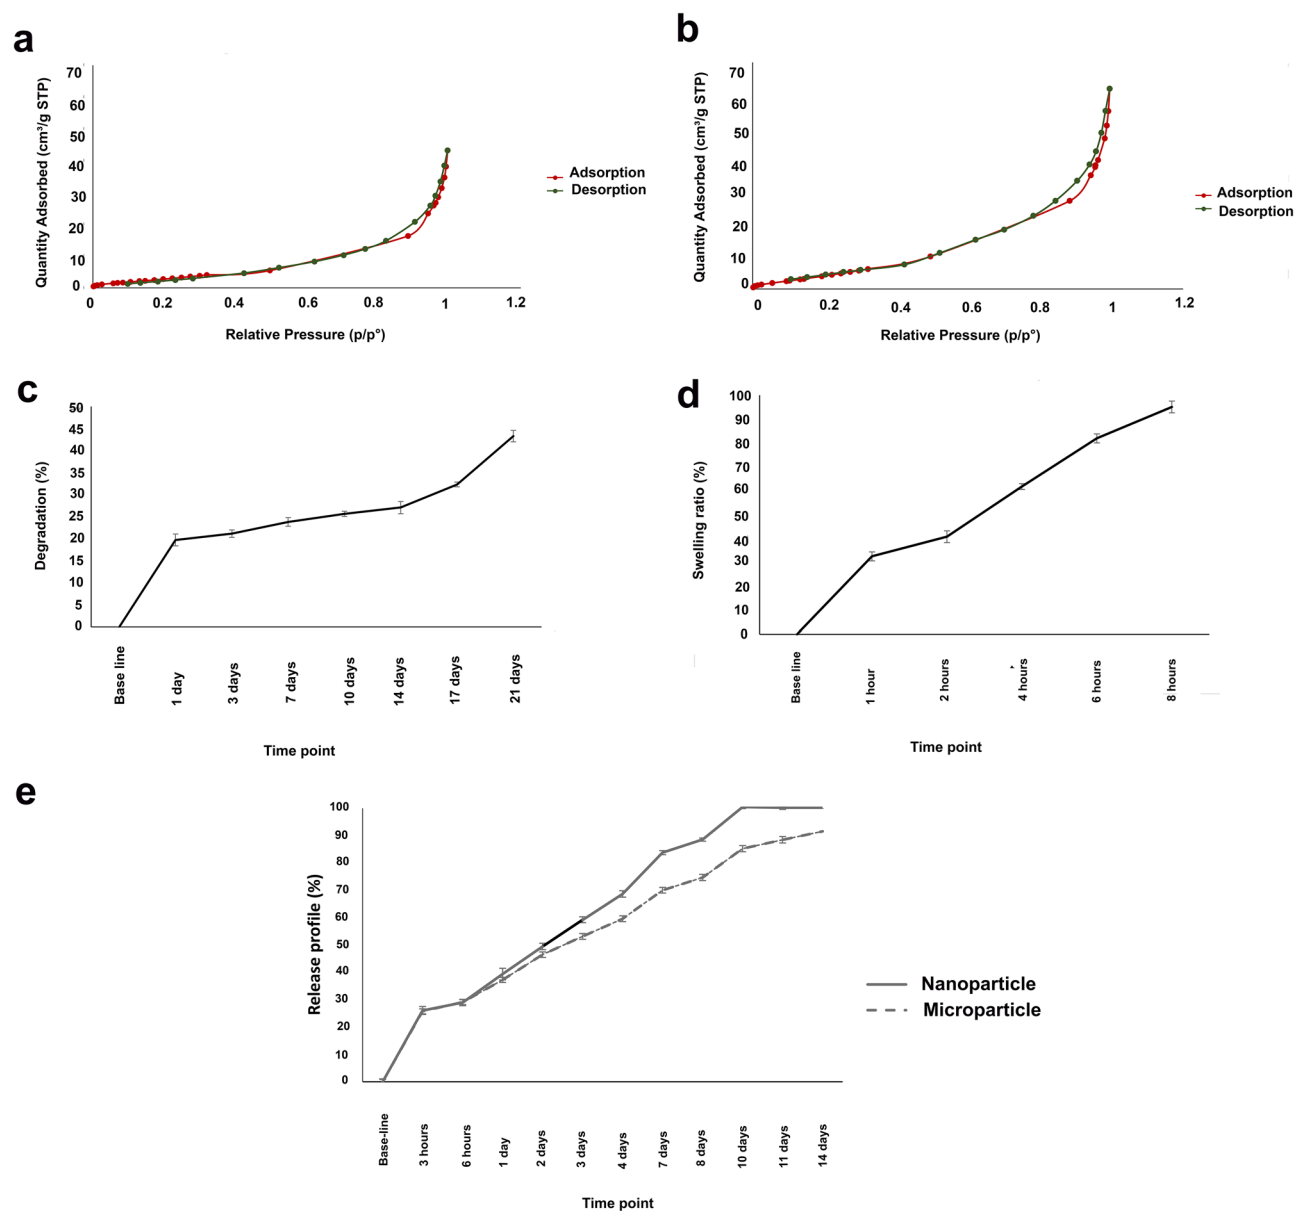 a
Quantity Adsorbed (cm³/g STP)
70
60
50
40
30
20
10
0
0 0.2 0.4 0.6 0.8 1 1.2
Relative Pressure (p/p°)
Adsorption
Desorption
b
Quantity Adsorbed (cm³/g STP)
70
60
50
40
30
20
10
0
0 0.2 0.4 0.6 0.8 1 1.2
Relative Pressure (p/p°)
Adsorption
Desorption
c
Degradation (%)
50
45
40
35
30
25
20
15
10
5
0
Base line
1 day
3 days
7 days
10 days
14 days
17 days
21 days
Time point
d
Swelling ratio (%)
100
90
80
70
60
50
40
30
20
10
0
Base line
1 hour
2 hours
4 hours
6 hours
8 hours
Time point
e
Release profile (%)
100
90
80
70
60
50
40
30
20
10
0
Base-line
3 hours
6 hours
1 day
2 days
3 days
4 days
7 days
8 days
10 days
11 days
14 days
Time point
Nanoparticle
Microparticle